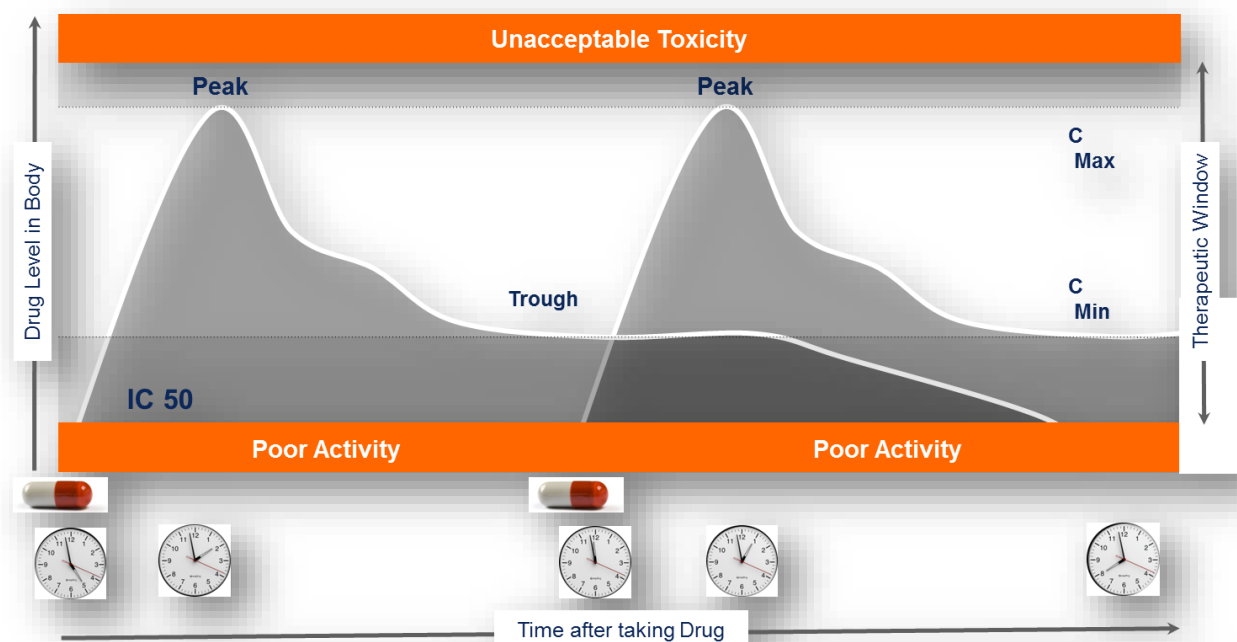 Unacceptable Toxicity
Peak
Peak
C
Max
Drug Level in Body
Therapeutic Window
Trough
C
Min
IC 50
Poor Activity
Poor Activity
Time after taking Drug